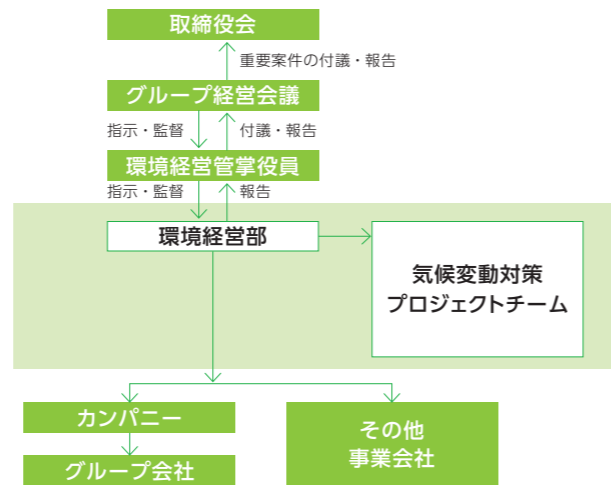 取締役会
重要案件の付議・報告
グループ経営会議
指示・監督
付議・報告
環境経営管掌役員
指示・監督
報告
環境経営部
気候変動対策
プロジェクトチーム
カンパニー
その他
事業会社
グループ会社